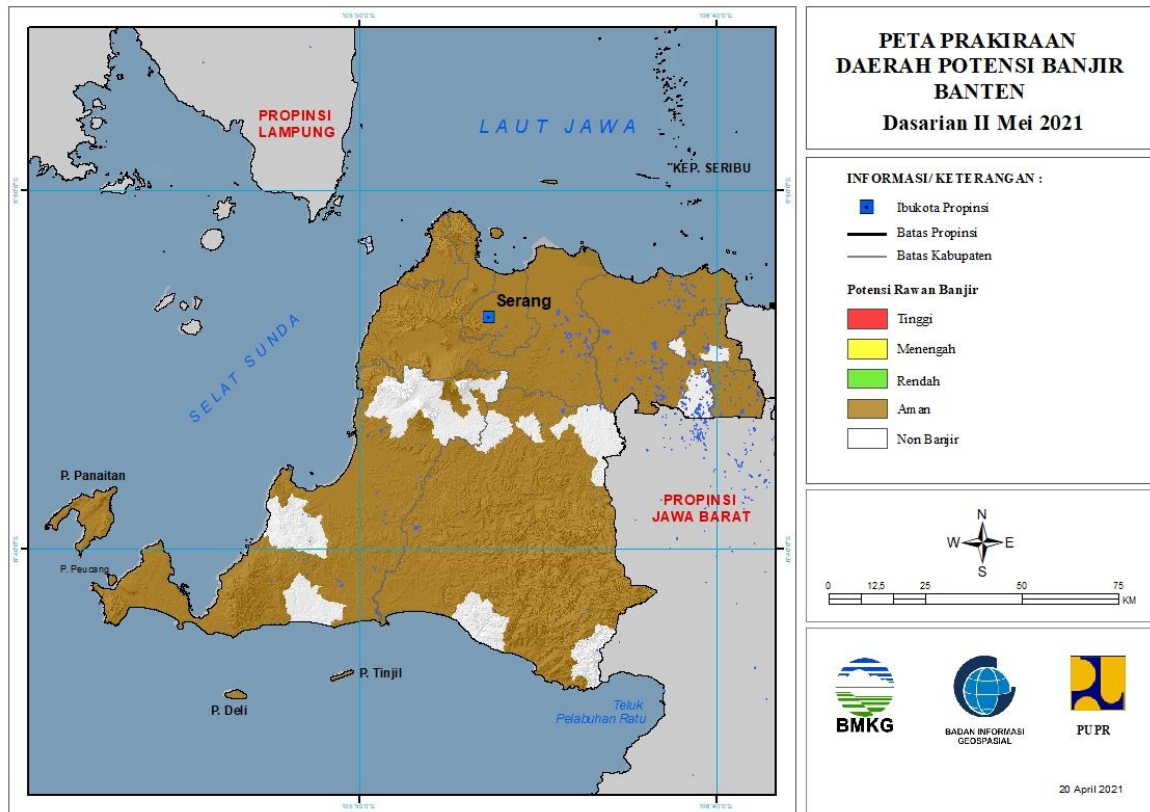 PETA PRAKIRAAN
DAERAH POTENSI BANJIR
BANTEN
Dasarian II Mei 2021
INFORMASI/ KETERANGAN :
Ibukota Propinsi
Batas Propinsi
Batas Kabupaten
Potensi Rawan Banjir
Tinggi
Menengah
Rendah
Aman
Non Banjir
N
W E
S
0 12,5 25 50 75
KM
BMKG
BADAN INFORMASI
GEOSPASIAL
PUPR
20 April 2021
PROPINSI
LAMPUNG
LAUT JAWA
KEP. SERIBU
Serang
SELAT SUNDA
P. Panaitan
P. Peucang
PROPINSI
JAWA BARAT
P. Tinjil
P. Deli
Teluk
Pelabuhan Ratu